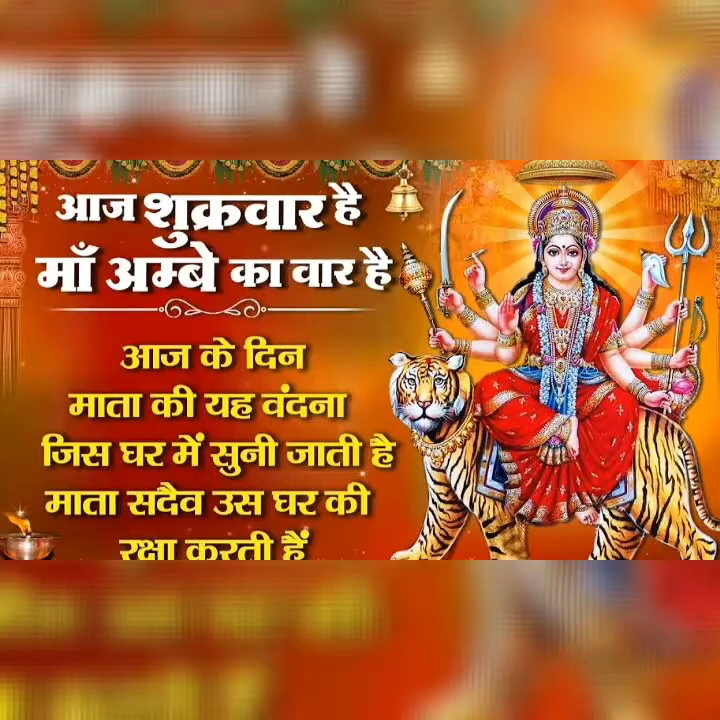 आज शुक्रवार है
माँ अम्बे का वार है
आज के दिन
माता की यह वंदना
जिस घर में सुनी जाती है
माता सदैव उस घर की
रक्षा करती हैं